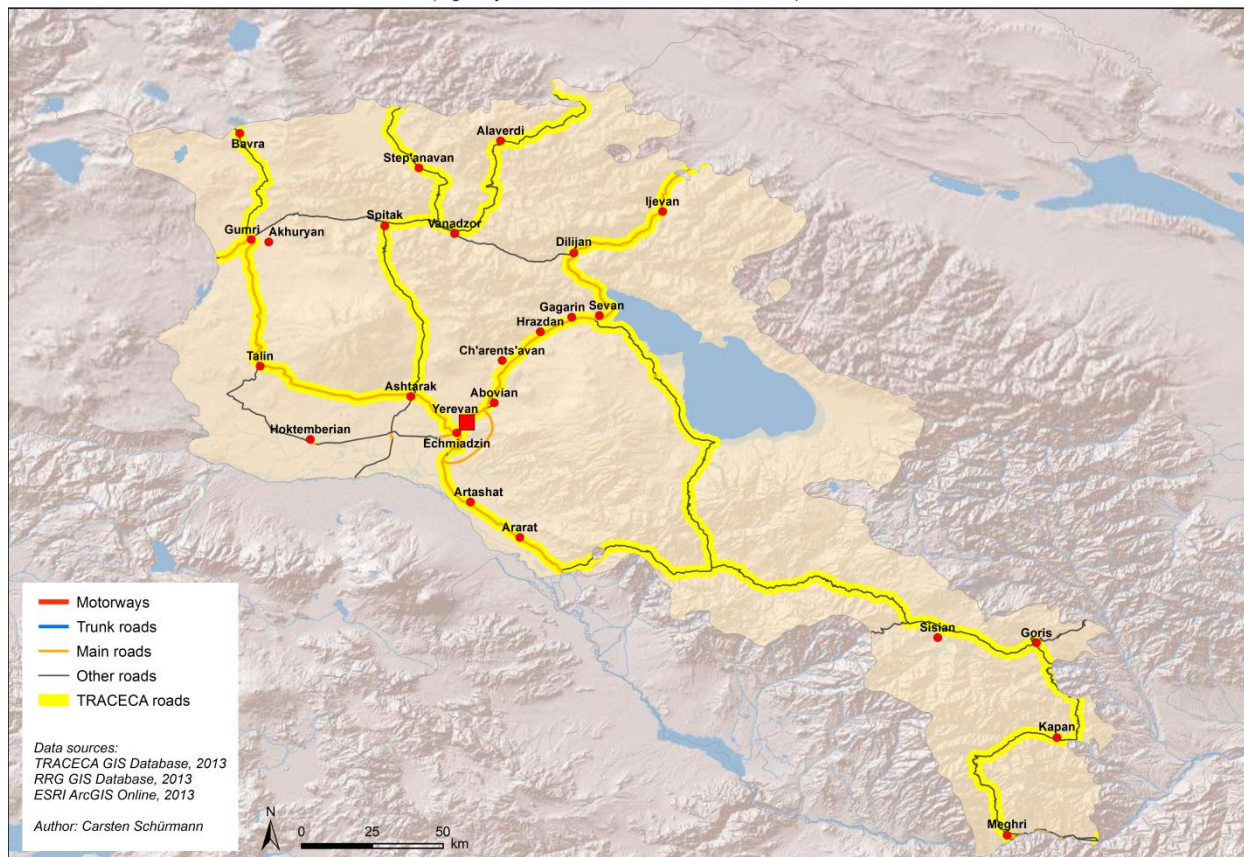 Bavra
Alaverdi
Step'anavan
Ijevan
Spitak
Vanadzor
Gumri
Akhuryan
Dilijan
Gagarin
Sevan
Hrazdan
Ch'arents'avan
Talin
Ashtarak
Abovian
Yerevan
Hoktemberian
Echmiadzin
Artashat
Ararat
Sisian
Goris
Kapan
Meghri
Motorways
Trunk roads
Main roads
Other roads
TRACECA roads
Data sources:
TRACECA GIS Database, 2013
RRG GIS Database, 2013
ESRI ArcGIS Online, 2013
Author: Carsten Schürmann
N
0 25 50
km